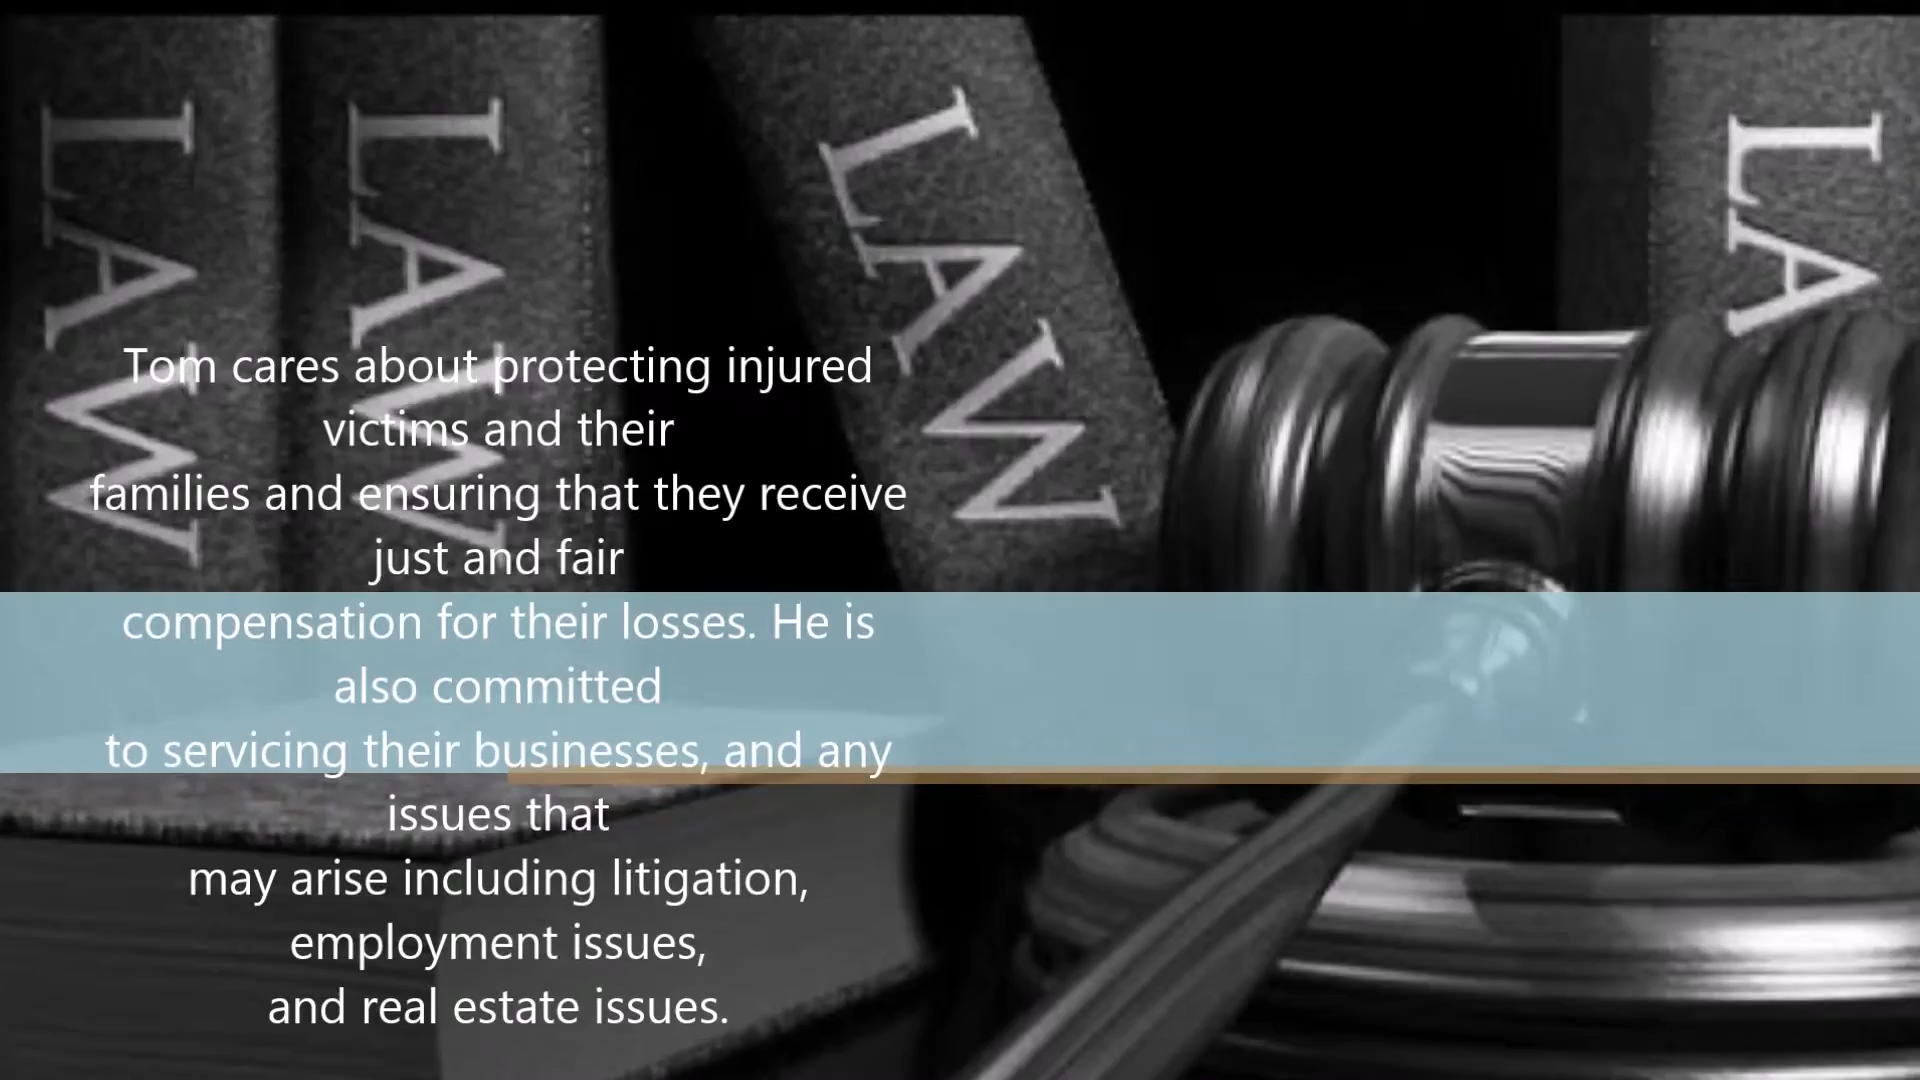 LAW
LAW
LAW
LA
Tom cares about protecting injured
victims and their
families and ensuring that they receive
just and fair
compensation for their losses. He is
also committed
to servicing their businesses, and any
issues that
may arise including litigation,
employment issues,
and real estate issues.